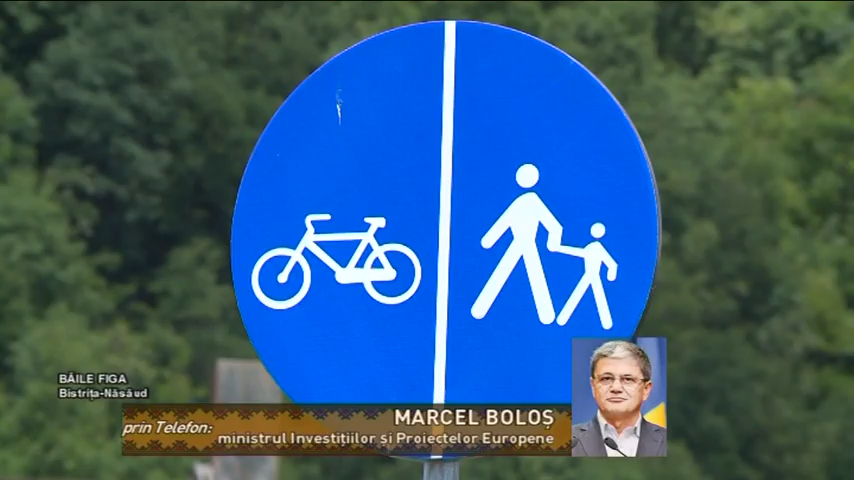 BĂILE FIGA
Bistrița-Năsăud
prin Telefon:
MARCEL BOLOȘ
ministrul Investițiilor și Proiectelor Europene